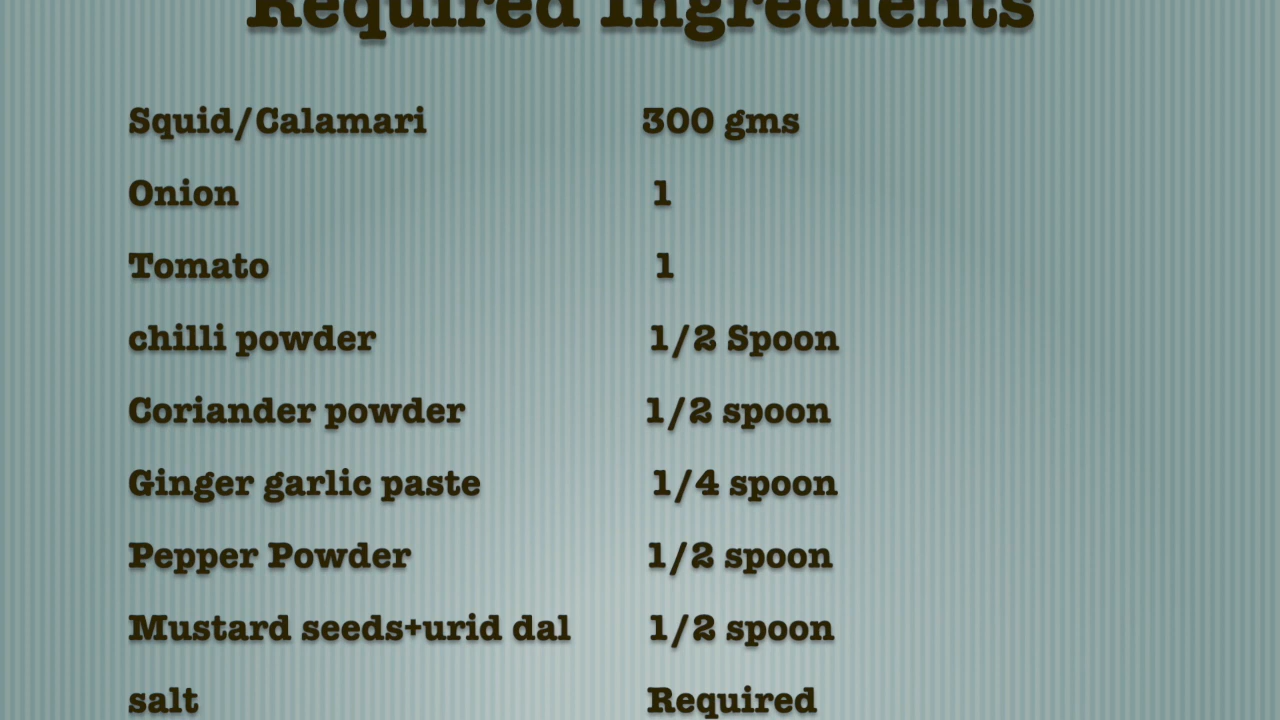 Required Ingredients
Squid/Calamari 300 gms
Onion 1
Tomato 1
chilli powder 1/2 Spoon
Coriander powder 1/2 spoon
Ginger garlic paste 1/4 spoon
Pepper Powder 1/2 spoon
Mustard seeds+urid dal 1/2 spoon
salt Required